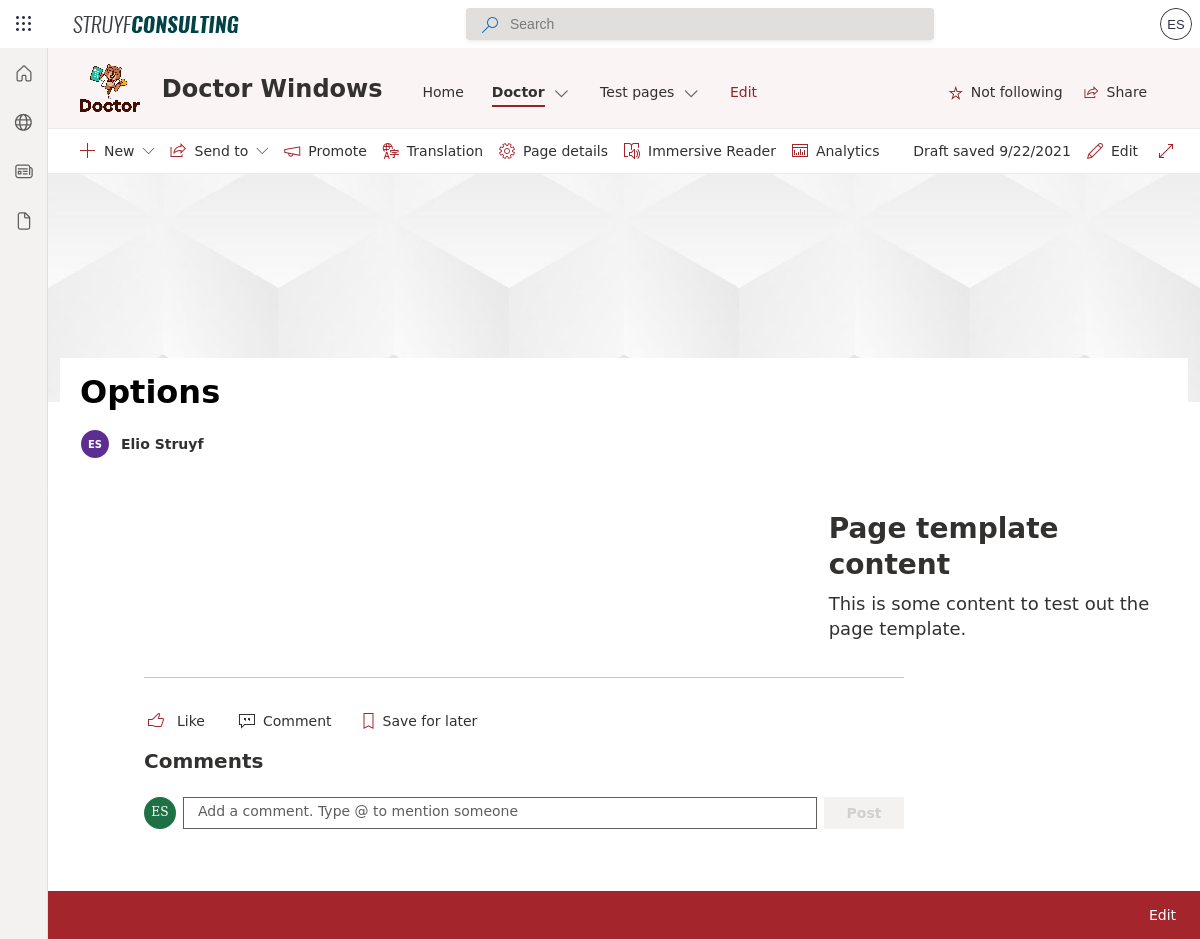 STRUYFCONSULTING
Search
ES
Doctor
Doctor Windows
Home
Doctor
Test pages
Edit
Not following
Share
New
Send to
Promote
Translation
Page details
Immersive Reader
Analytics
Draft saved 9/22/2021
Edit
Options
ES
Elio Struyf
Page template
content
This is some content to test out the
page template.
Like
Comment
Save for later
Comments
ES
Add a comment. Type @ to mention someone
Post
Edit